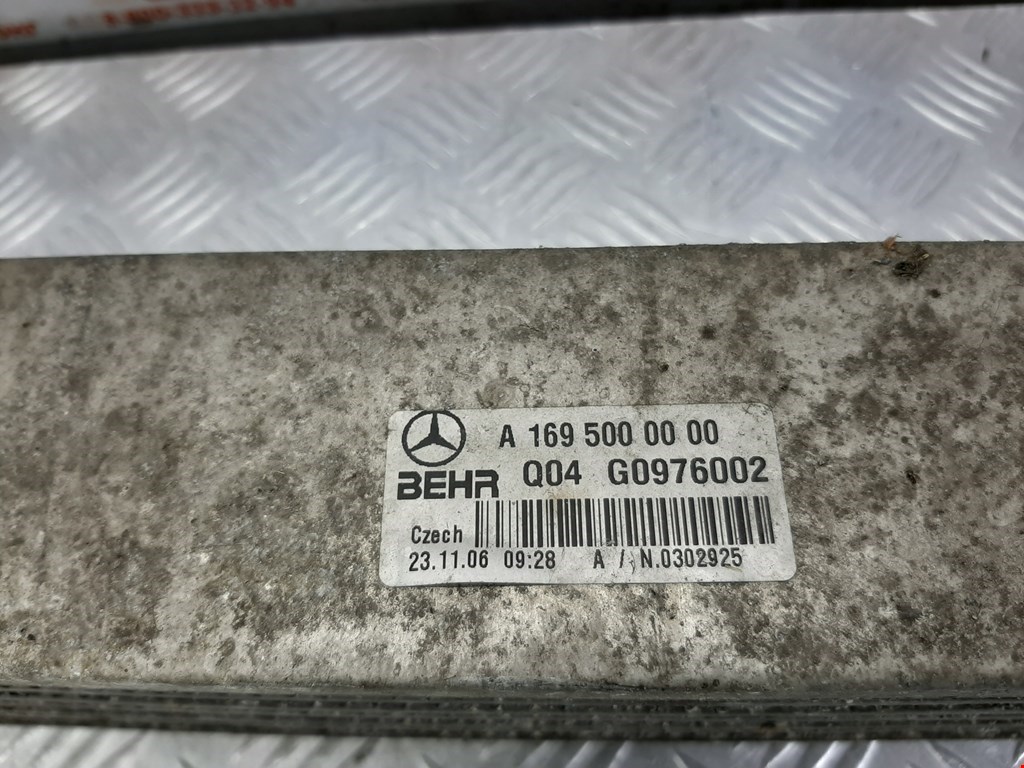 A 169 500 00 00
BEHR Q04 G0976002
Czech
23.11.06 09:28 A / N.0302925